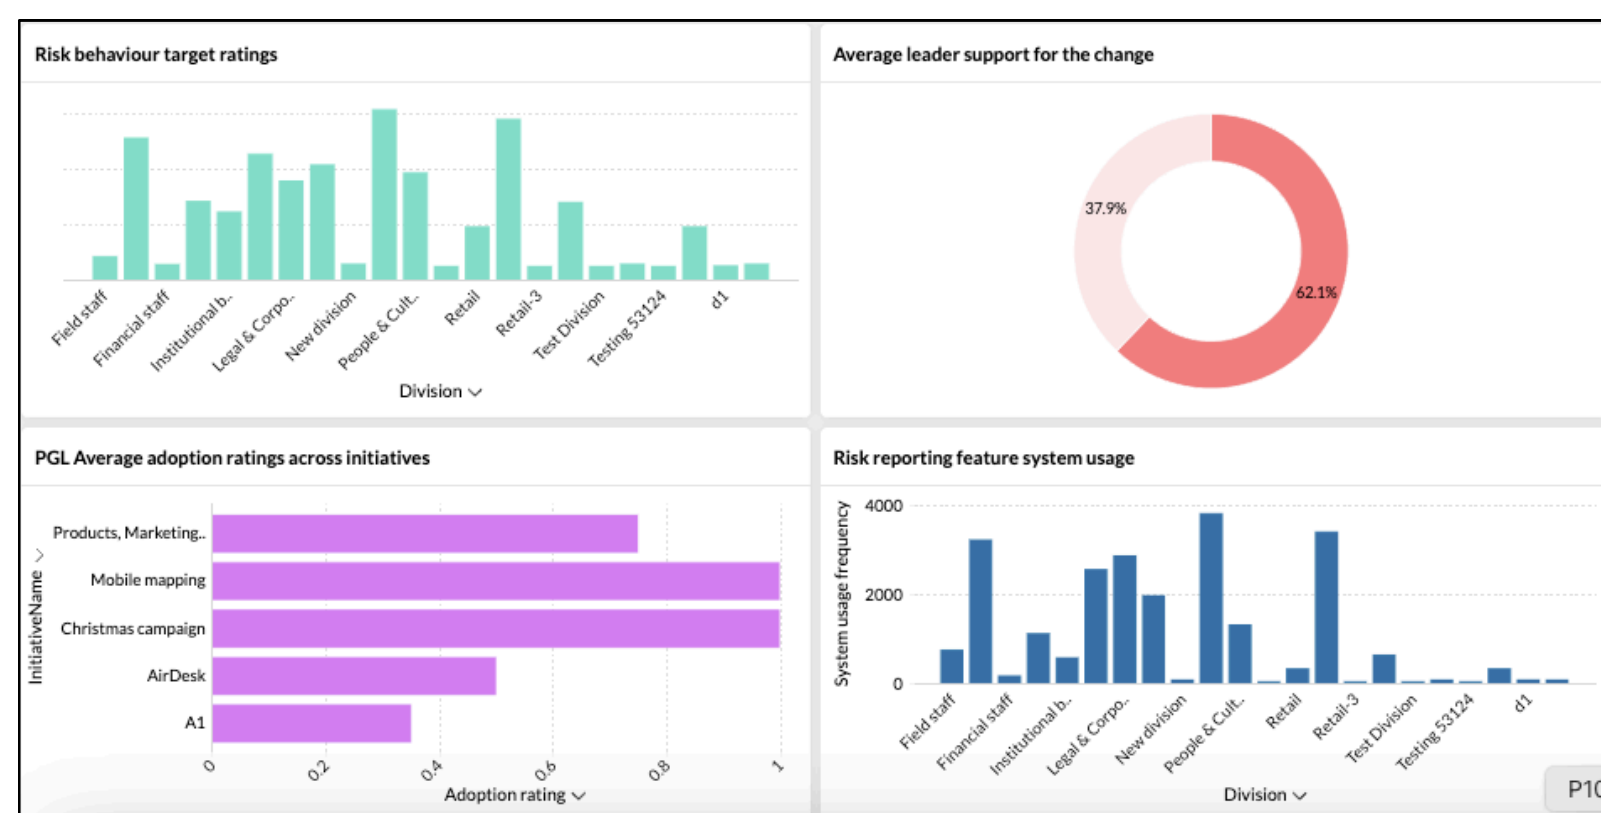 Risk behaviour target ratings
Field staff
Financial staff
Institutional b..
Legal & Corpo..
New division
People & Cult..
Retail
Retail-3
Test Division
Testing 53124
d1
Division
Average leader support for the change
37.9%
62.1%
PGL Average adoption ratings across initiatives
InitiativeName
Products, Marketing..
Mobile mapping
Christmas campaign
AirDesk
A1
0
0.2
0.4
0.6
0.8
1
Adoption rating
Risk reporting feature system usage
System usage frequency
4000
2000
0
Field staff
Financial staff
Institutional b..
Legal & Corpo..
New division
People & Cult..
Retail
Retail-3
Test Division
Testing 53124
d1
Division